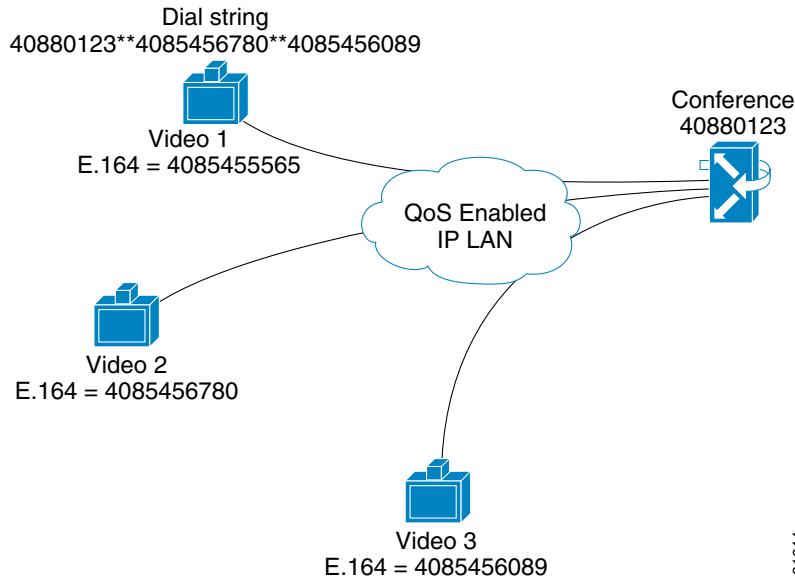 Dial string
40880123**4085456780**4085456089
Video 1
E.164 = 4085455565
Conference
40880123
QoS Enabled
IP LAN
Video 2
E.164 = 4085456780
Video 3
E.164 = 4085456089